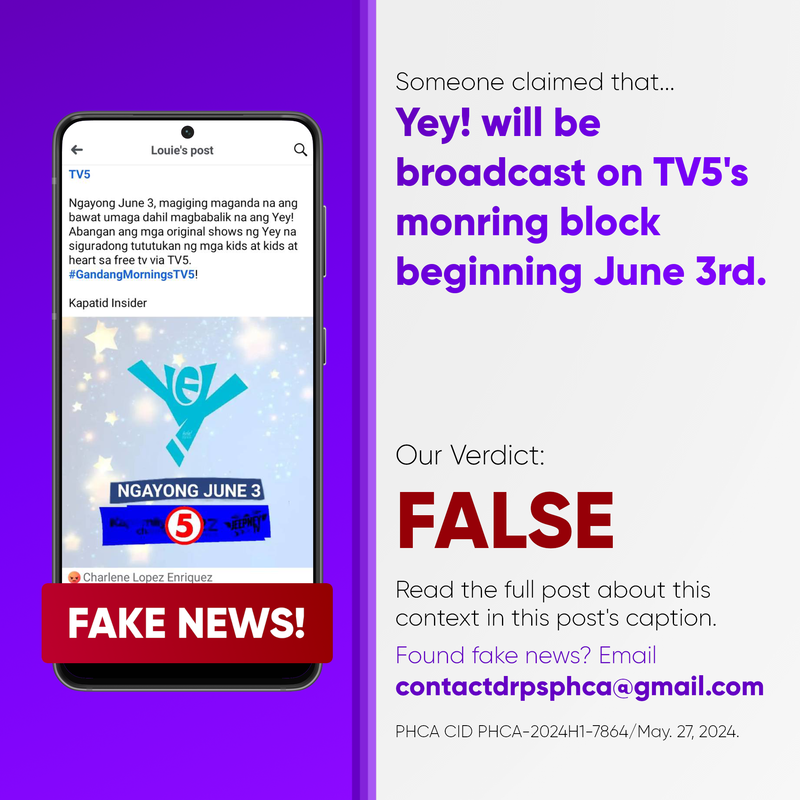 Louie's post
TV5
Ngayong June 3, magiging maganda na ang
bawat umaga dahil magbabalik na ang Yey!
Abangan ang mga original shows ng Yey na
siguradong tututukan ng mga kids at kids at
heart sa free tv via TV5.
#GandangMorningsTV5!
Kapatid Insider
YEY
NGAYONG JUNE 3
5
Charlene Lopez Enriquez
FAKE NEWS!
Someone claimed that...
Yey! will be
broadcast on TV5's
monring block
beginning June 3rd.
Our Verdict:
FALSE
Read the full post about this
context in this post's caption.
Found fake news? Email
contactdrpsphca@gmail.com
PHCA CID PHCA-2024H1-7864/May. 27, 2024.